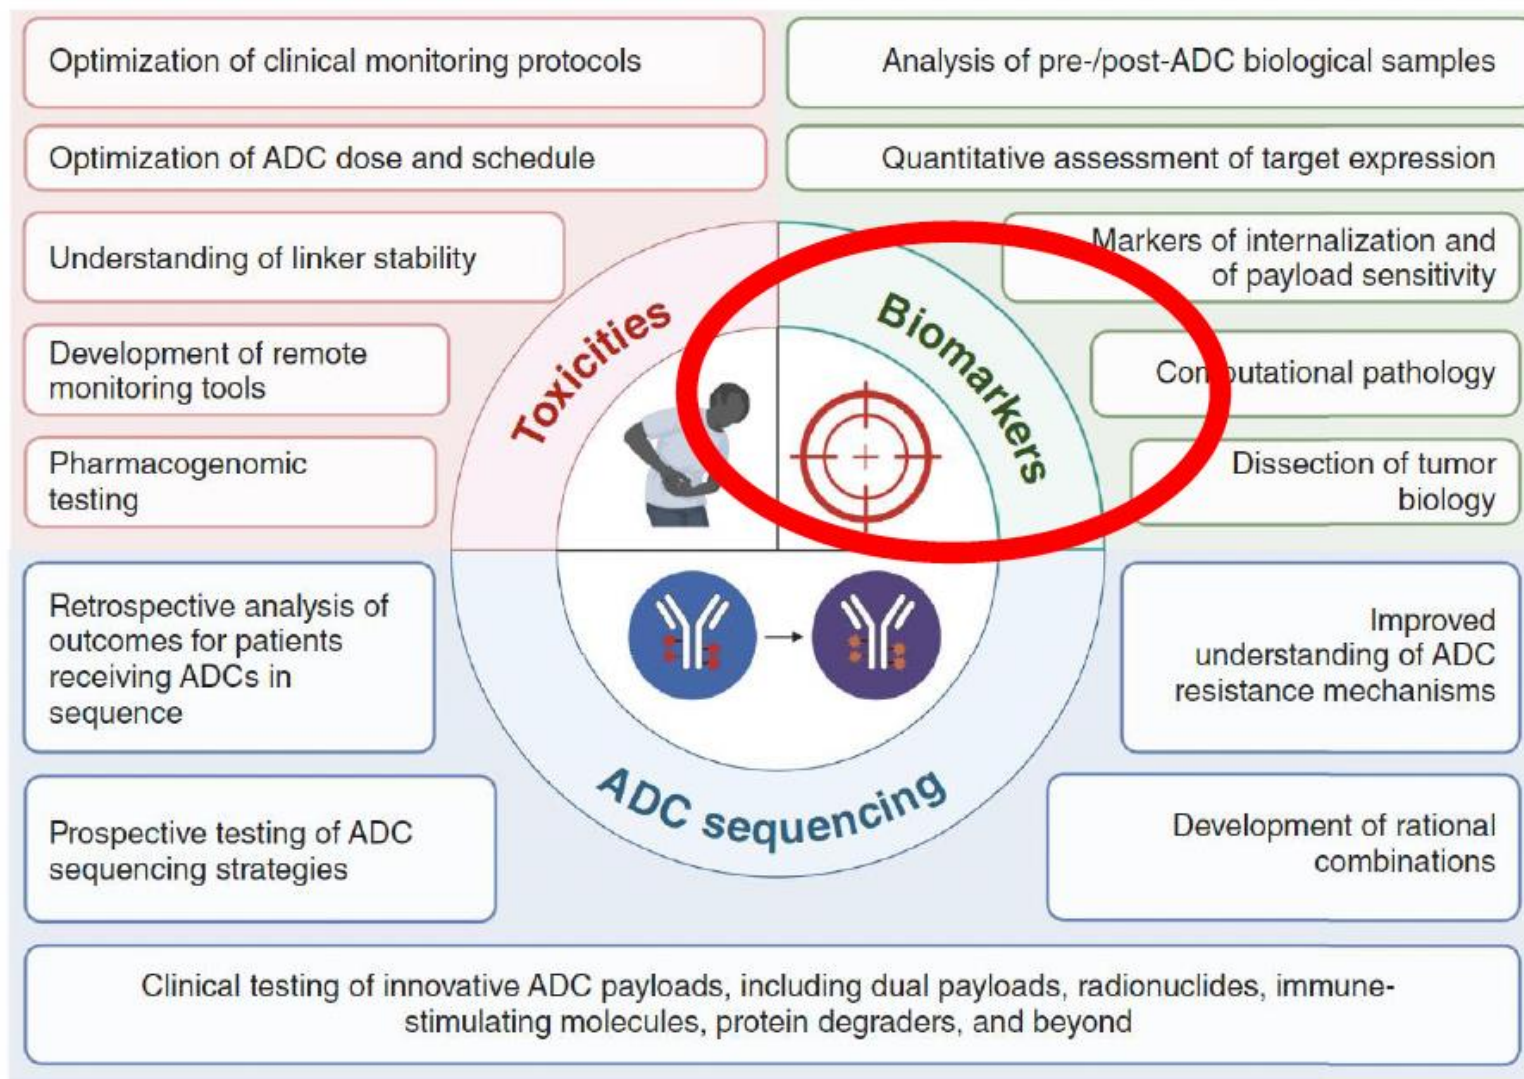 Optimization of clinical monitoring protocols
Optimization of ADC dose and schedule
Understanding of linker stability
Development of remote
monitoring tools
Pharmacogenomic
testing
Toxicities
Analysis of pre-/post-ADC biological samples
Quantitative assessment of target expression
Markers of internalization and
of payload sensitivity
Computational pathology
Dissection of tumor
biology
Biomarkers
Retrospective analysis of
outcomes for patients
receiving ADCs in
sequence
Prospective testing of ADC
sequencing strategies
ADC sequencing
Improved
understanding of ADC
resistance mechanisms
Development of rational
combinations
Clinical testing of innovative ADC payloads, including dual payloads, radionuclides, immune-
stimulating molecules, protein degraders, and beyond